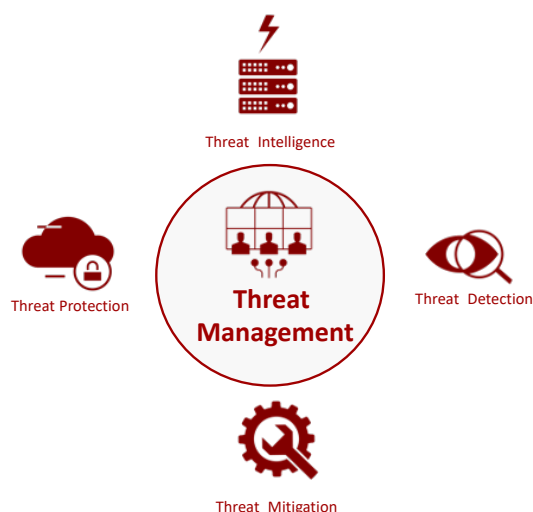 Threat Intelligence
Threat Protection
Threat
Management
Threat Detection
Threat Mitigation